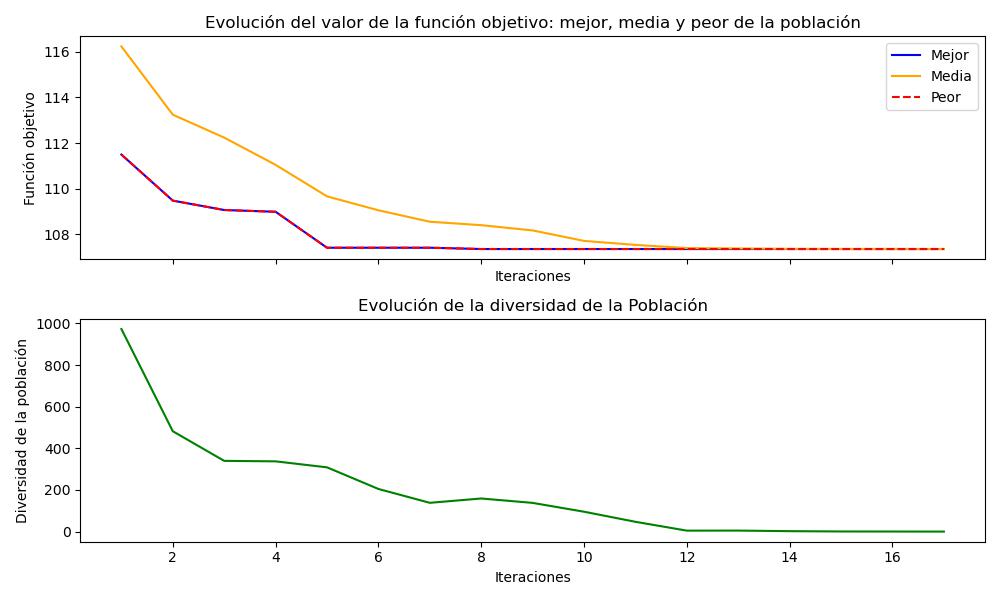 Evolución del valor de la función objetivo: mejor, media y peor de la población
116
114
112
110
108
Función objetivo
Mejor
Media
Peor
Iteraciones
Evolución de la diversidad de la Población
1000
800
600
400
200
0
Diversidad de la población
2 4 6 8 10 12 14 16
Iteraciones